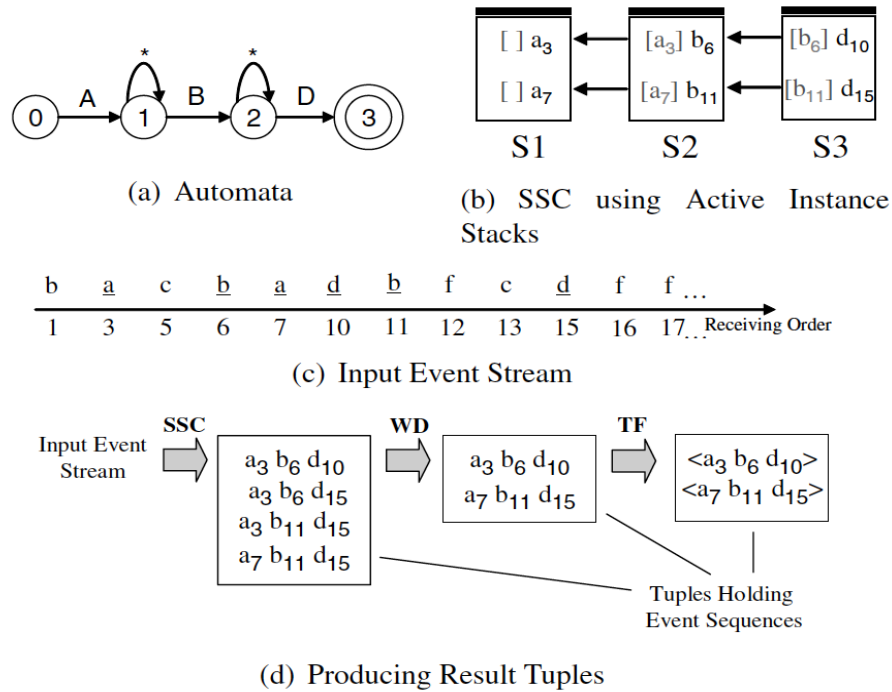 * *
A B D
0 1 2 3
(a) Automata
[ ] a3 [a3] b6 [b6] d10
[ ] a7 [a7] b11 [b11] d15
S1 S2 S3
(b) SSC using Active Instance
Stacks
b a c b a d b f c d f f ...
1 3 5 6 7 10 11 12 13 15 16 17... Receiving Order
(c) Input Event Stream
Input Event
Stream
SSC
a3 b6 d10
a3 b6 d15
a3 b11 d15
a7 b11 d15
WD
a3 b6 d10
a7 b11 d15
TF
<a3 b6 d10>
<a7 b11 d15>
Tuples Holding
Event Sequences
(d) Producing Result Tuples